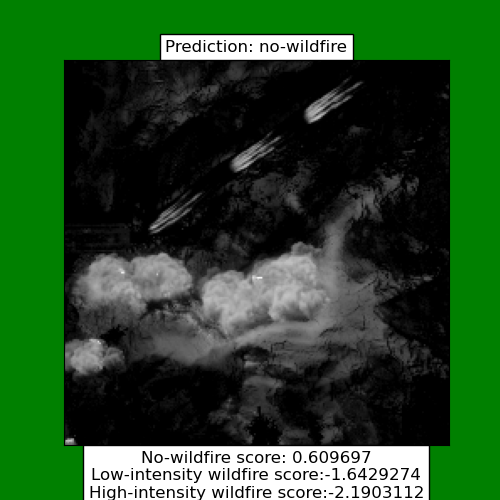 Prediction: no-wildfire
No-wildfire score: 0.609697
Low-intensity wildfire score:-1.6429274
High-intensity wildfire score:-2.1903112